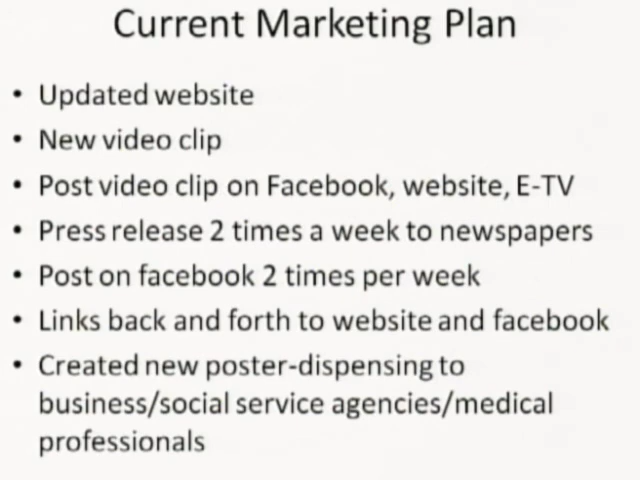 Current Marketing Plan
• Updated website
• New video clip
• Post video clip on Facebook, website, E-TV
• Press release 2 times a week to newspapers
• Post on facebook 2 times per week
• Links back and forth to website and facebook
• Created new poster-dispensing to
business/social service agencies/medical
professionals